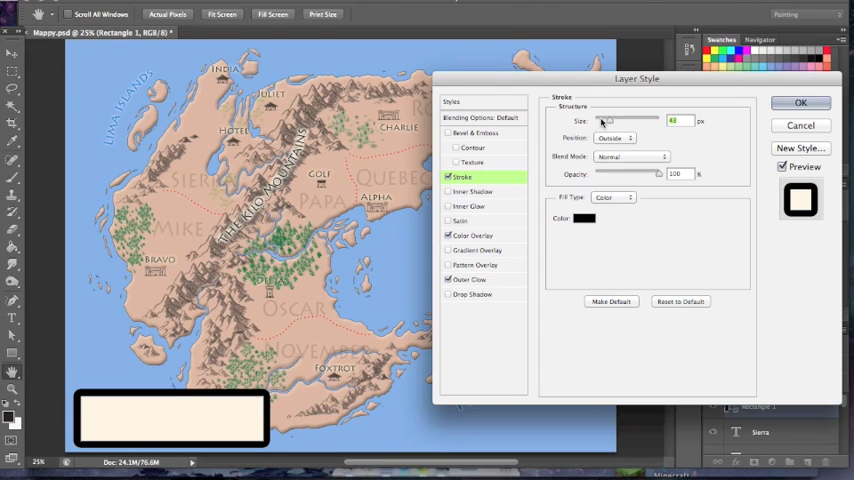 Scroll All Windows
Actual Pixels
Fit Screen
Fill Screen
Print Size
Painting
Mappy.psd @ 25% (Rectangle 1, RGB/8) *
Swatches
Navigator
LIMA ISLANDS
INDIA
JULIET
HOTEL
CHARLIE
SIERRA
GOLF
QUEBEC
THE KILO MOUNTAINS
PAPA
ALPHA
MIKE
BRAVO
DELTA
OSCAR
NOVEMBER
FOXTROT
Layer Style
Styles
Blending Options: Default
Bevel & Emboss
Contour
Texture
Stroke
Inner Shadow
Inner Glow
Satin
Color Overlay
Gradient Overlay
Pattern Overlay
Outer Glow
Drop Shadow
Stroke
Structure
Size:
43
px
Position:
Outside
Blend Mode:
Normal
Opacity:
100
%
Fill Type:
Color
Color:
Make Default
Reset to Default
OK
Cancel
New Style...
Preview
Rectangle 1
Sierra
25%
Doc: 24.1M/76.6M
Minecraft